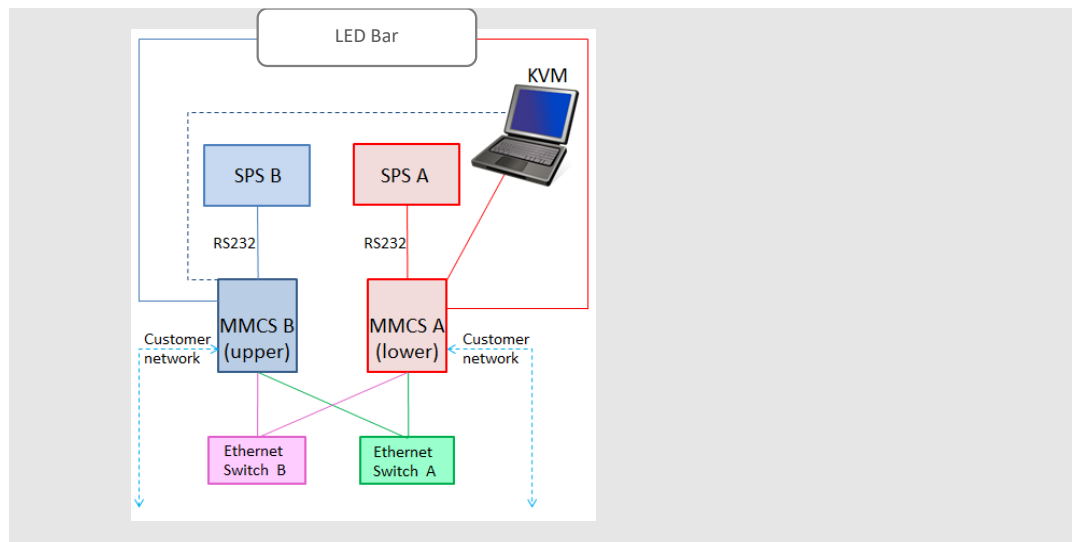 LED Bar
KVM
SPS B
SPS A
RS232
RS232
MMCS B
(upper)
MMCS A
(lower)
Customer
network
Customer
network
Ethernet
Switch B
Ethernet
Switch A